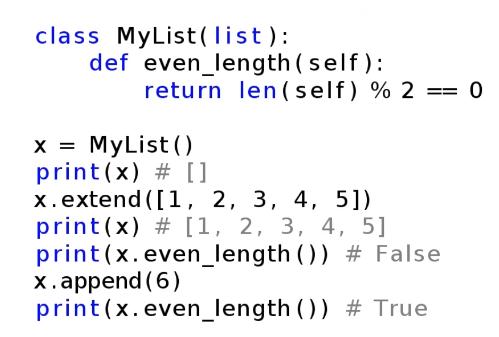 class MyList(list):
    def even_length(self):
        return len(self) % 2 == 0

x = MyList()
print(x) # []
x.extend([1, 2, 3, 4, 5])
print(x) # [1, 2, 3, 4, 5]
print(x.even_length()) # False
x.append(6)
print(x.even_length()) # True